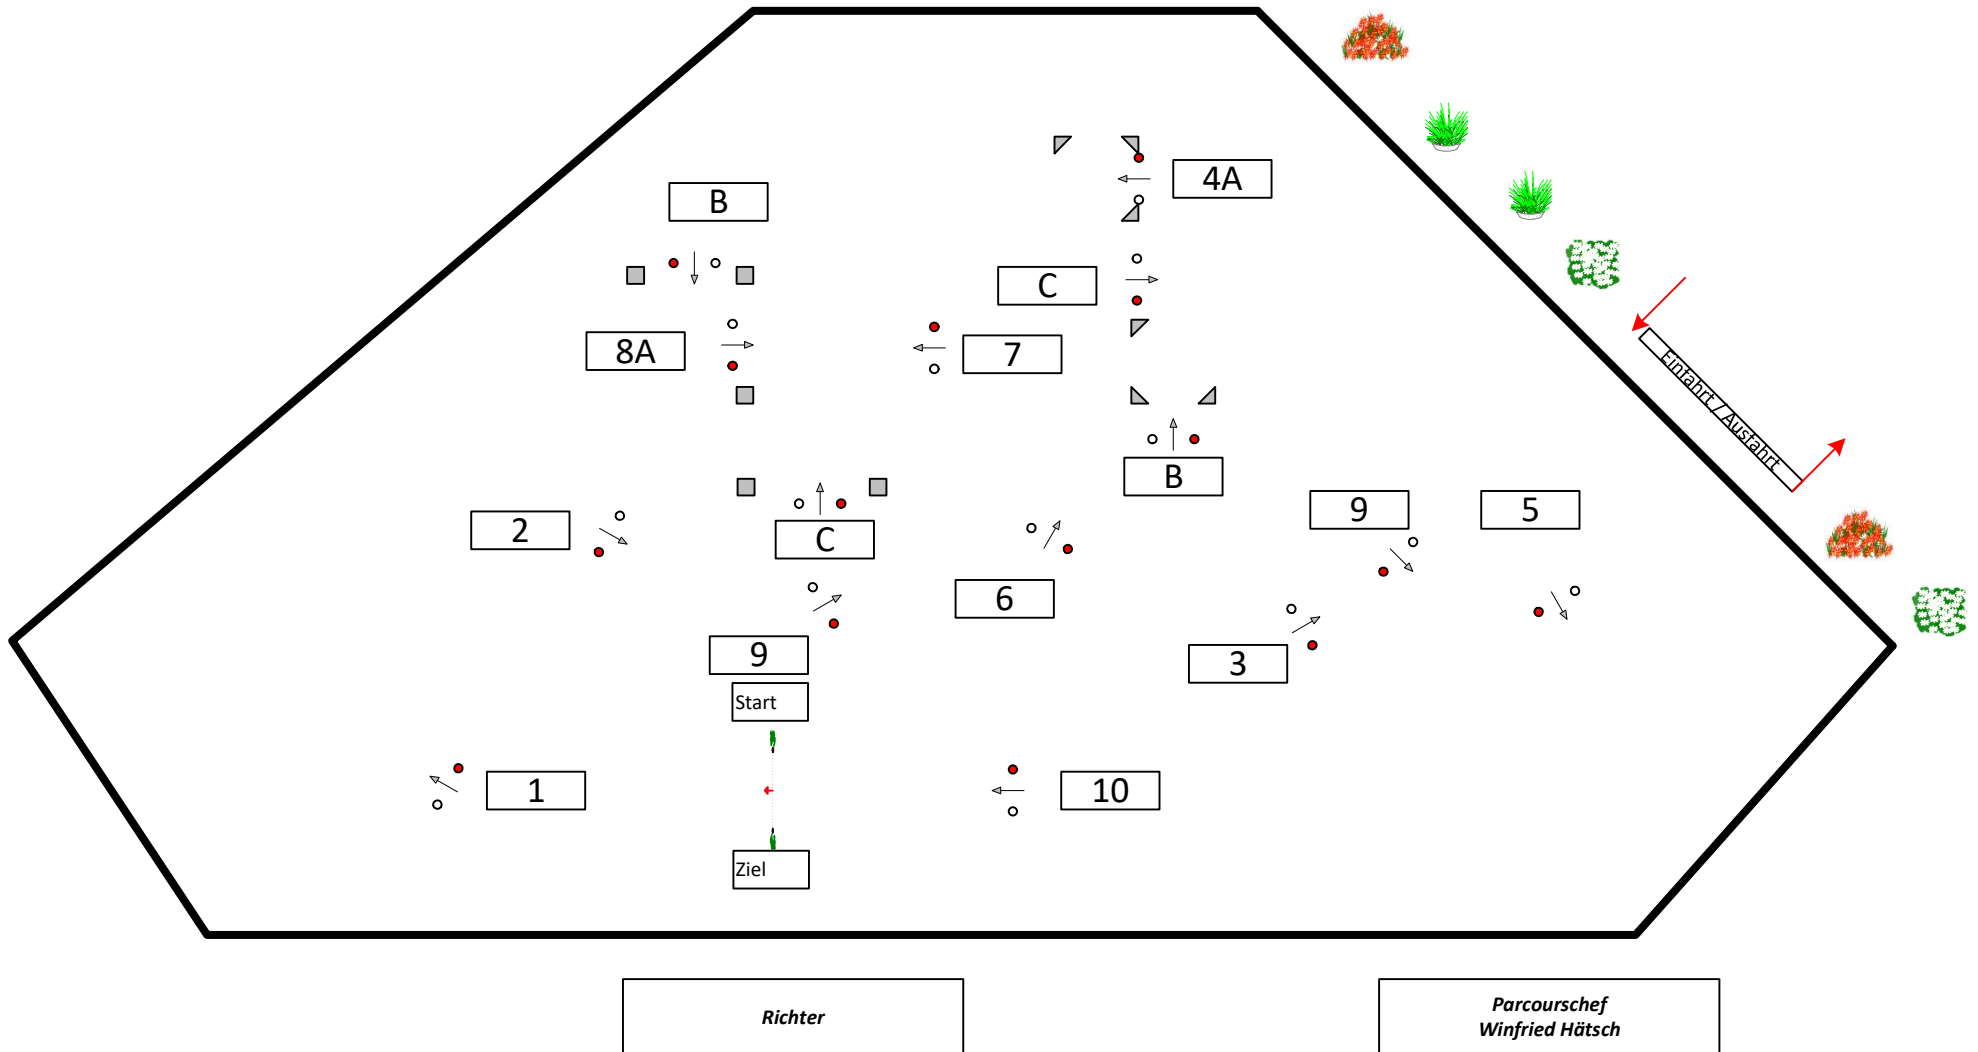 4A
B
C
8A
7
Einfahrt / Ausfahrt
B
9
5
2
C
6
9
3
Start
1
10
Ziel
Richter
Parcourschef
Winfried Hätsch